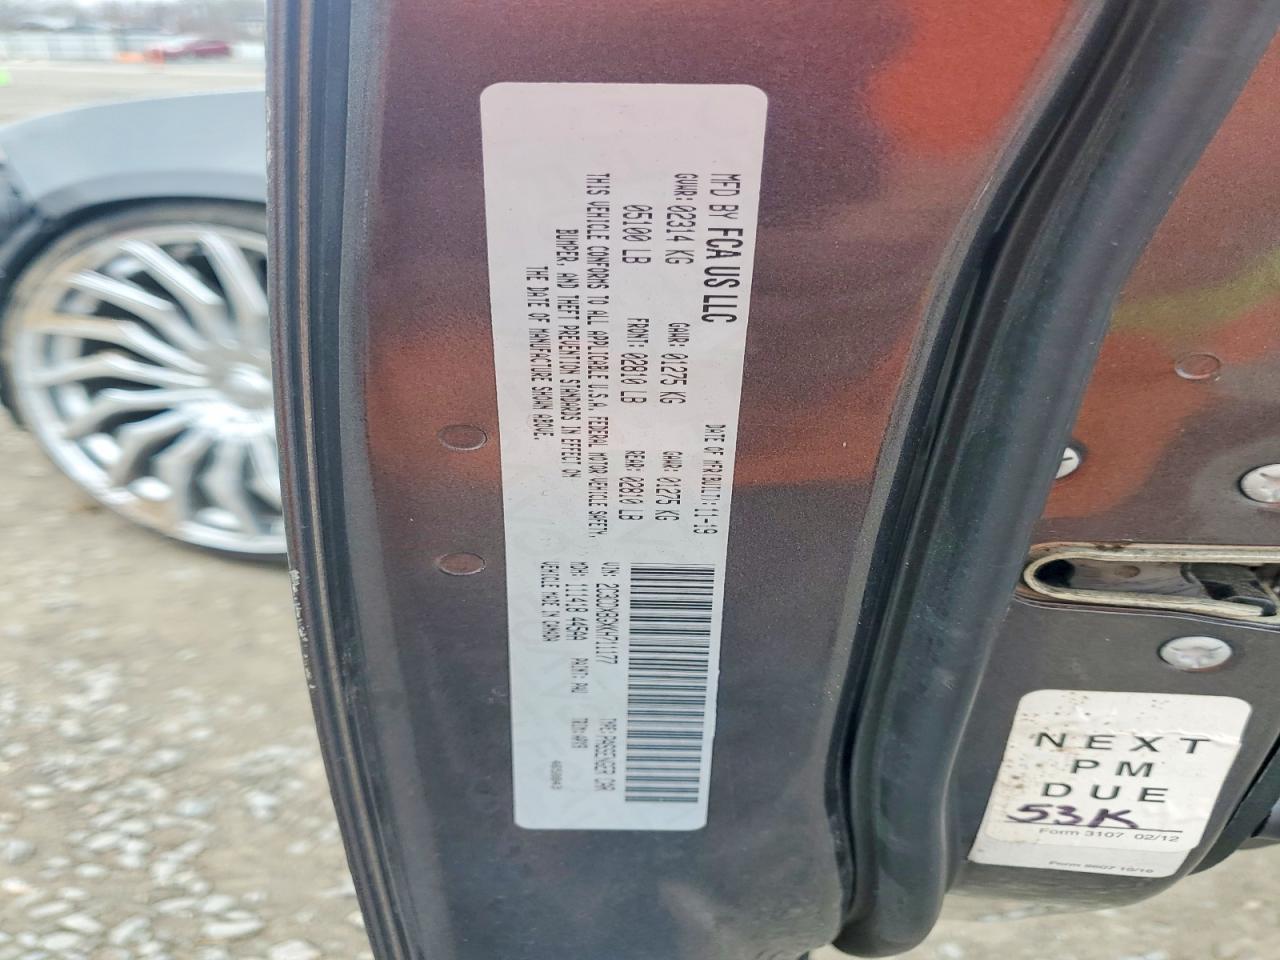 MFD BY FCA US LLC
DATE OF MFR(BUILT): 11-19
GVWR: 02314 KG
GAWR: 01275 KG
GAWR: 01275 KG
05100 LB
FRONT: 02810 LB
REAR: 02810 LB
THIS VEHICLE CONFORMS TO ALL APPLICABLE U.S.A. FEDERAL MOTOR VEHICLE SAFETY,
BUMPER, AND THEFT PREVENTION STANDARDS IN EFFECT ON
THE DATE OF MANUFACTURE SHOWN ABOVE.
TYPE: PASSENGER CAR
PAINT: PAU
VEHICLE MADE IN CANADA
NEXT
PM
DUE
53K
Form 3107 02/12